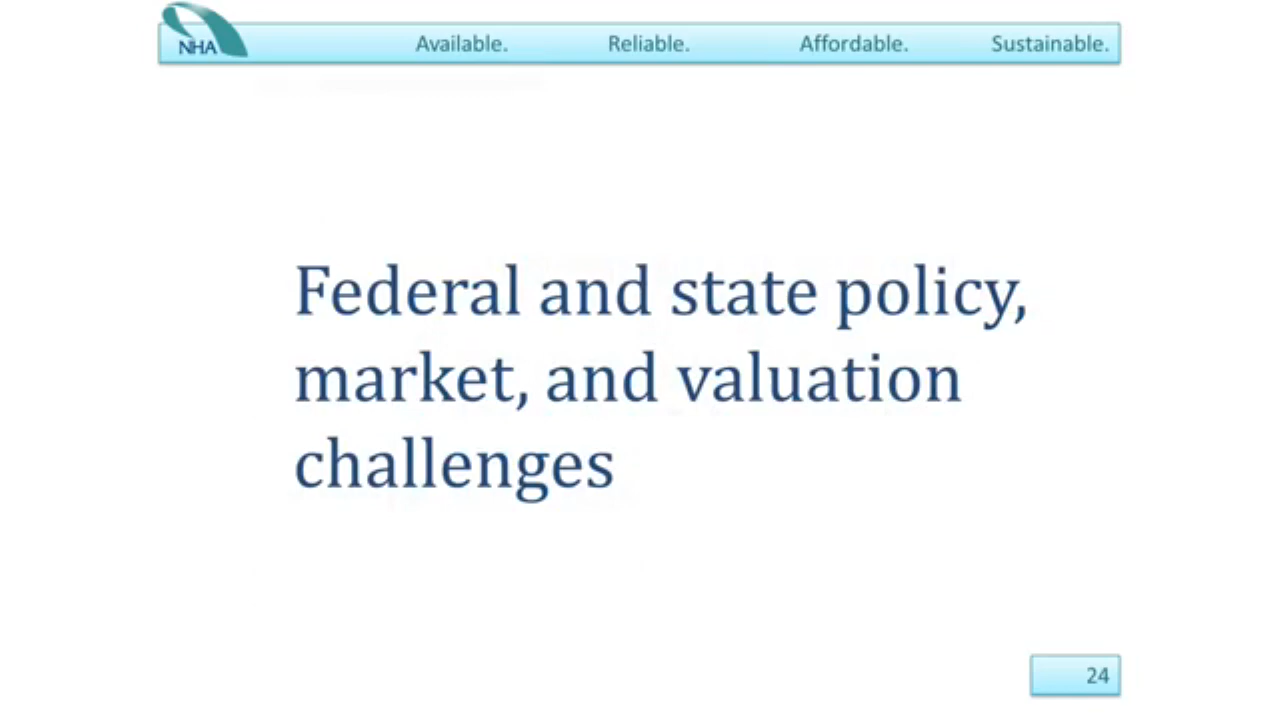 NHA Available. Reliable. Affordable. Sustainable.
Federal and state policy,
market, and valuation
challenges
24